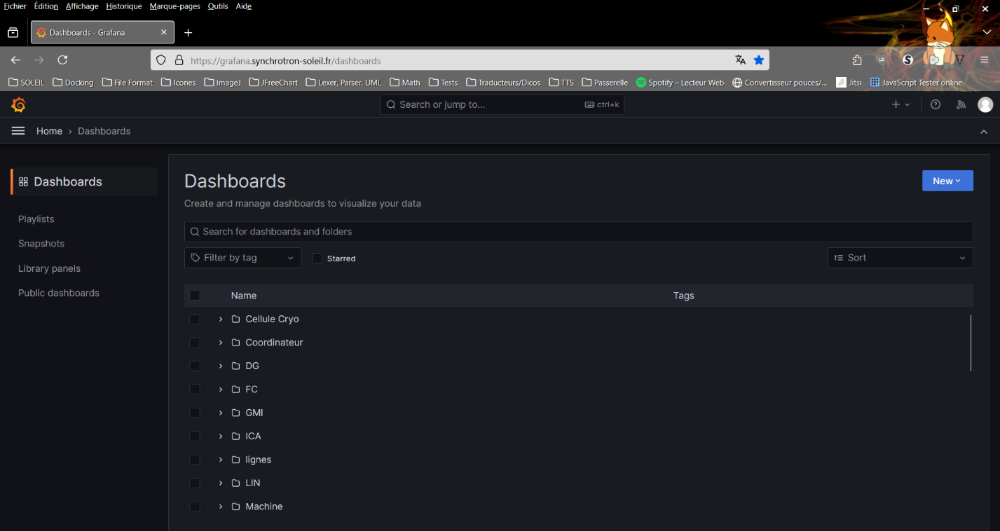 Fichier Édition Affichage Historique Marque-pages Outils Aide
Dashboards - Grafana
https://grafana.synchrotron-soleil.fr/dashboards
SOLEIL Docking File Format Icones ImageJ JFreeChart Lexer, Parser, UML Math Tests Traducteurs/Dicos TTS Passerelle Spotify – Lecteur Web Convertisseur pouces/... Jitsi JavaScript Tester online
Search or jump to... ctrl+k
Home › Dashboards
Dashboards
Playlists
Snapshots
Library panels
Public dashboards
Dashboards
New
Create and manage dashboards to visualize your data
Search for dashboards and folders
Filter by tag Starred Sort
Name Tags
Cellule Cryo
Coordinateur
DG
FC
GMI
ICA
lignes
LIN
Machine